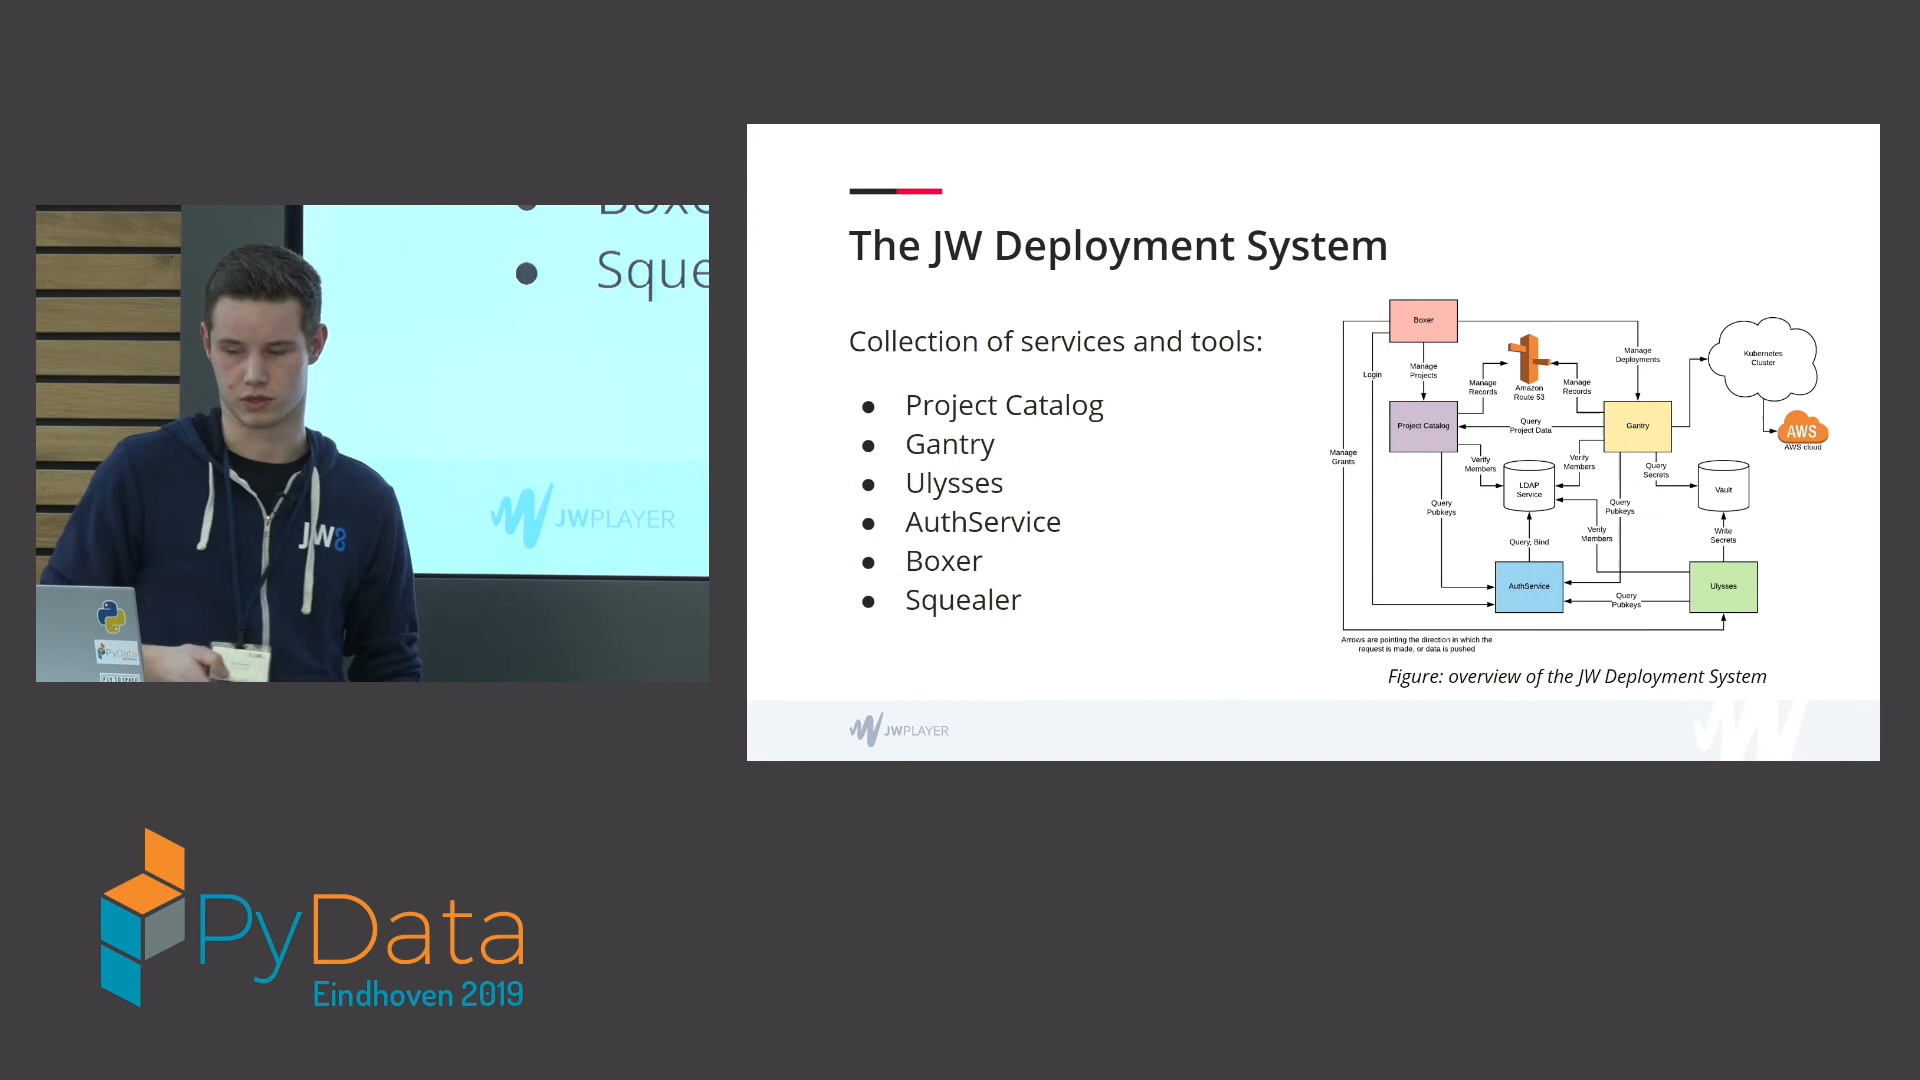 Sque
JWPLAYER
JW8
PyData
The JW Deployment System
Collection of services and tools:
● Project Catalog
● Gantry
● Ulysses
● AuthService
● Boxer
● Squealer
Boxer
Manage
Projects
Login
Manage
Grants
Manage
Records
Amazon
Route 53
Manage
Records
Manage
Deployments
Kubernetes
Cluster
AWS
AWS cloud
Project Catalog
Query
Project Data
Gantry
Verify
Members
LDAP
Service
Verify
Members
Query
Secrets
Vault
Query
Pubkeys
Query
Pubkeys
Verify
Members
Write
Secrets
Query, Bind
AuthService
Query
Pubkeys
Ulysses
Arrows are pointing the direction in which the
request is made, or data is pushed
Figure: overview of the JW Deployment System
JWPLAYER
PyData
Eindhoven 2019